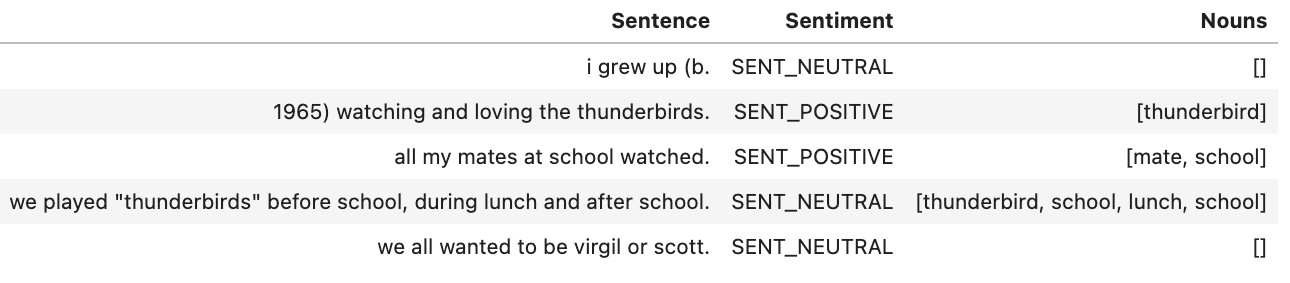 Sentence Sentiment Nouns
i grew up (b. SENT_NEUTRAL []
1965) watching and loving the thunderbirds. SENT_POSITIVE [thunderbird]
all my mates at school watched. SENT_POSITIVE [mate, school]
we played "thunderbirds" before school, during lunch and after school. SENT_NEUTRAL [thunderbird, school, lunch, school]
we all wanted to be virgil or scott. SENT_NEUTRAL []